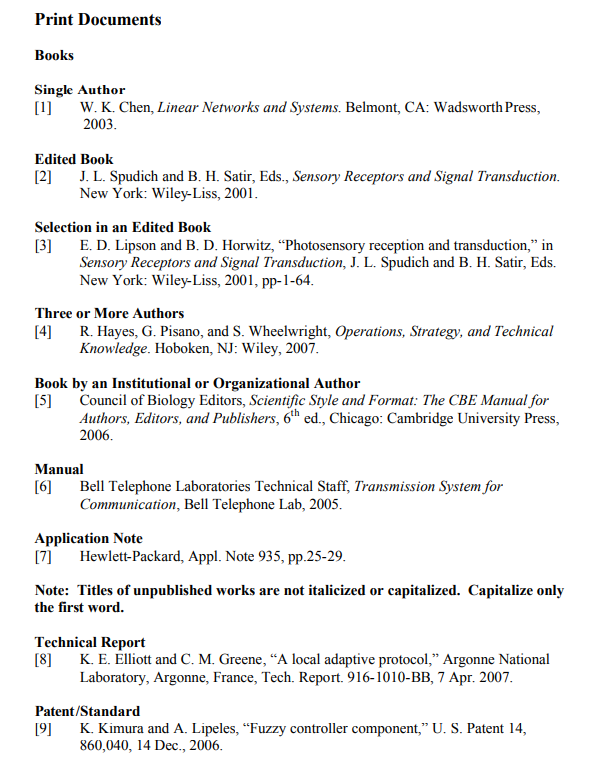 Print Documents
Books
Single Author
[1] W. K. Chen, Linear Networks and Systems. Belmont, CA: Wadsworth Press,
2003.
Edited Book
[2] J. L. Spudich and B. H. Satir, Eds., Sensory Receptors and Signal Transduction.
New York: Wiley-Liss, 2001.
Selection in an Edited Book
[3] E. D. Lipson and B. D. Horwitz, “Photosensory reception and transduction,” in
Sensory Receptors and Signal Transduction, J. L. Spudich and B. H. Satir, Eds.
New York: Wiley-Liss, 2001, pp-1-64.
Three or More Authors
[4] R. Hayes, G. Pisano, and S. Wheelwright, Operations, Strategy, and Technical
Knowledge. Hoboken, NJ: Wiley, 2007.
Book by an Institutional or Organizational Author
[5] Council of Biology Editors, Scientific Style and Format: The CBE Manual for
Authors, Editors, and Publishers, 6th ed., Chicago: Cambridge University Press,
2006.
Manual
[6] Bell Telephone Laboratories Technical Staff, Transmission System for
Communication, Bell Telephone Lab, 2005.
Application Note
[7] Hewlett-Packard, Appl. Note 935, pp.25-29.
Note: Titles of unpublished works are not italicized or capitalized. Capitalize only
the first word.
Technical Report
[8] K. E. Elliott and C. M. Greene, “A local adaptive protocol,” Argonne National
Laboratory, Argonne, France, Tech. Report. 916-1010-BB, 7 Apr. 2007.
Patent/Standard
[9] K. Kimura and A. Lipeles, “Fuzzy controller component,” U. S. Patent 14,
860,040, 14 Dec., 2006.